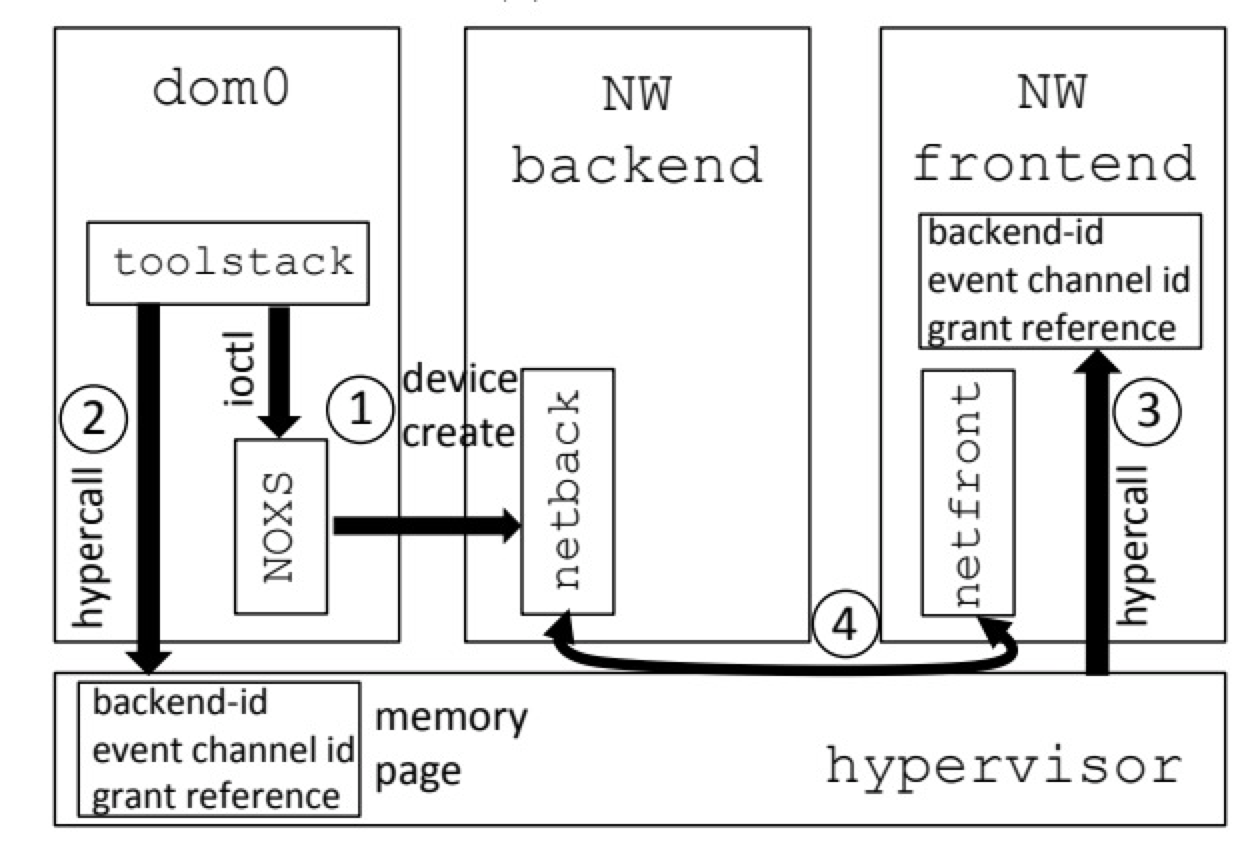 dom0
toolstack
ioctl
2
hypercall
1
NOXS
device
create
NW
backend
netback
4
NW
frontend
backend-id
event channel id
grant reference
netfront
3
hypercall
backend-id
event channel id
grant reference
memory
page
hypervisor